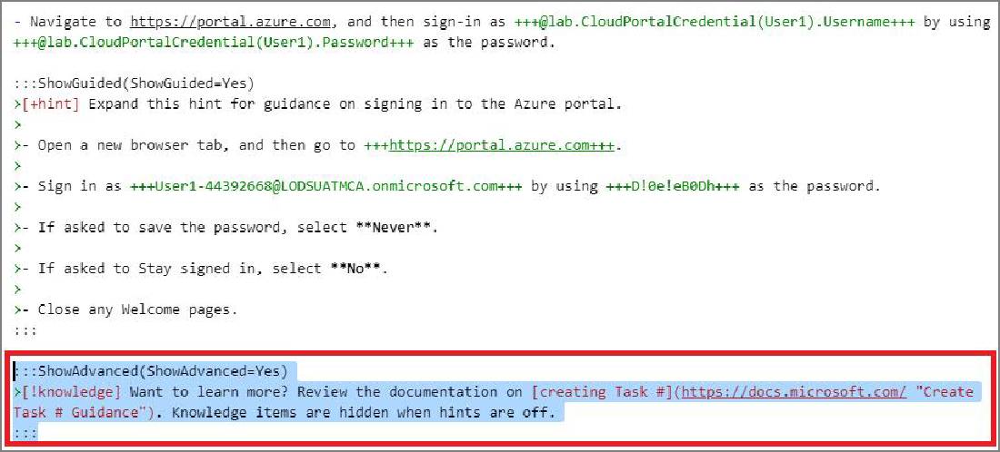 - Navigate to https://portal.azure.com, and then sign-in as +++@lab.CloudPortalCredential(User1).Username+++ by using
+++@lab.CloudPortalCredential(User1).Password+++ as the password.
:::ShowGuided(ShowGuided=Yes)
>[+hint] Expand this hint for guidance on signing in to the Azure portal.
>
>- Open a new browser tab, and then go to +++https://portal.azure.com+++.
>
>- Sign in as +++User1-44392668@LODSUATMCA.onmicrosoft.com+++ by using +++D!0e!eB0Dh+++ as the password.
>
>- If asked to save the password, select **Never**.
>
>- If asked to Stay signed in, select **No**.
>
>- Close any Welcome pages.
:::
:::ShowAdvanced(ShowAdvanced=Yes)
>[!knowledge] Want to learn more? Review the documentation on [creating Task #](https://docs.microsoft.com/ "Create
Task # Guidance"). Knowledge items are hidden when hints are off.
:::